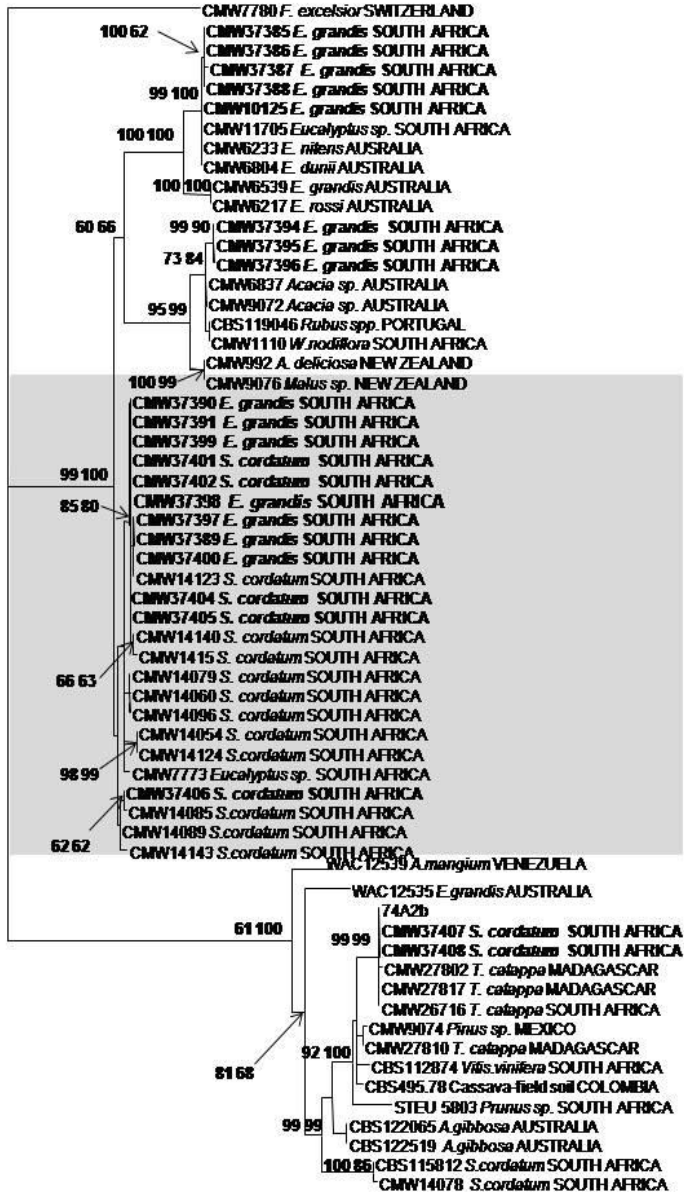 CMW7780 F. excelsior SWITZERLAND
100 62
CMW37385 E. grandis SOUTH AFRICA
CMW37386 E. grandis SOUTH AFRICA
CMW37387 E. grandis SOUTH AFRICA
CMW37388 E. grandis SOUTH AFRICA
99 100
CMW10125 E. grandis SOUTH AFRICA
CMW11705 Eucalyptus sp. SOUTH AFRICA
100 100
CMW6233 E. nitens AUSRALIA
CMW6804 E. dunii AUSTRALIA
100 100
CMW6539 E. grandis AUSTRALIA
CMW6217 E. rossi AUSTRALIA
60 66
99 90
CMW37394 E. grandis SOUTH AFRICA
CMW37395 E. grandis SOUTH AFRICA
73 84
CMW37396 E. grandis SOUTH AFRICA
CMW6837 Acacia sp. AUSTRALIA
CMW9072 Acacia sp. AUSTRALIA
95 99
CBS119046 Rubus spp. PORTUGAL
CMW1110 W.nodiflora SOUTH AFRICA
CMW992 A. deliciosa NEW ZEALAND
100 99
CMW9076 Malus sp. NEW ZEALAND
CMW37390 E. grandis SOUTH AFRICA
CMW37391 E. grandis SOUTH AFRICA
CMW37399 E. grandis SOUTH AFRICA
CMW37401 S. cordatum SOUTH AFRICA
99 100
CMW37402 S. cordatum SOUTH AFRICA
CMW37398 E. grandis SOUTH AFRICA
85 80
CMW37397 E. grandis SOUTH AFRICA
CMW37389 E. grandis SOUTH AFRICA
CMW37400 E. grandis SOUTH AFRICA
CMW14123 S. cordatum SOUTH AFRICA
CMW37404 S. cordatum SOUTH AFRICA
CMW37405 S. cordatum SOUTH AFRICA
CMW14140 S. cordatum SOUTH AFRICA
CMW1415 S. cordatum SOUTH AFRICA
66 63
CMW14079 S. cordatum SOUTH AFRICA
CMW14060 S. cordatum SOUTH AFRICA
CMW14096 S. cordatum SOUTH AFRICA
CMW14054 S. cordatum SOUTH AFRICA
CMW14124 S.cordatum SOUTH AFRICA
98 99
CMW7773 Eucalyptus sp. SOUTH AFRICA
CMW37406 S. cordatum SOUTH AFRICA
CMW14085 S.cordatum SOUTH AFRICA
CMW14089 S.cordatum SOUTH AFRICA
62 62
CMW14143 S.cordatum SOUTH AFRICA
WAC12539 A.mangium VENEZUELA
WAC12535 E.grandis AUSTRALIA
74A2b
61 100
CMW37407 S. cordatum SOUTH AFRICA
99 99
CMW37408 S. cordatum SOUTH AFRICA
CMW27802 T. catappa MADAGASCAR
CMW27817 T. catappa MADAGASCAR
CMW26716 T. catappa SOUTH AFRICA
CMW9074 Pinus sp. MEXICO
CMW27810 T. catappa MADAGASCAR
92 100
81 68
CBS112874 Vitis.vinifera SOUTH AFRICA
CBS495.78 Cassava-field soil COLOMBIA
STEU 5803 Prunus sp. SOUTH AFRICA
99 99
CBS122065 A.gibbosa AUSTRALIA
CBS122519 A.gibbosa AUSTRALIA
100 86
CBS115812 S.cordatum SOUTH AFRICA
CMW14078 S.cordatum SOUTH AFRICA